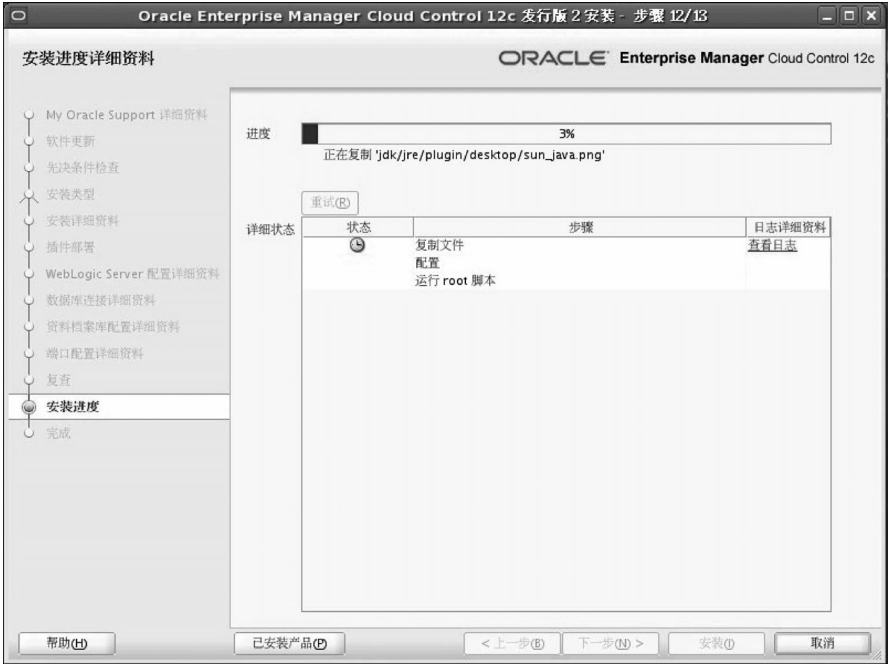 Oracle Enterprise Manager Cloud Control 12c 发行版 2 安装 - 步骤 12/13
安装进度详细资料
ORACLE Enterprise Manager Cloud Control 12c
My Oracle Support 详细资料
软件更新
先决条件检查
安装类型
安装详细资料
插件部署
WebLogic Server 配置详细资料
数据库连接详细资料
资料档案库配置详细资料
端口配置详细资料
复查
安装进度
完成
进度
3%
正在复制 'jdk/jre/plugin/desktop/sun_java.png'
重试(R)
详细状态
状态 步骤 日志详细资料
复制文件 查看日志
配置
运行 root 脚本
帮助(H) 已安装产品(P) < 上一步(B) 下一步(N) > 安装(I) 取消